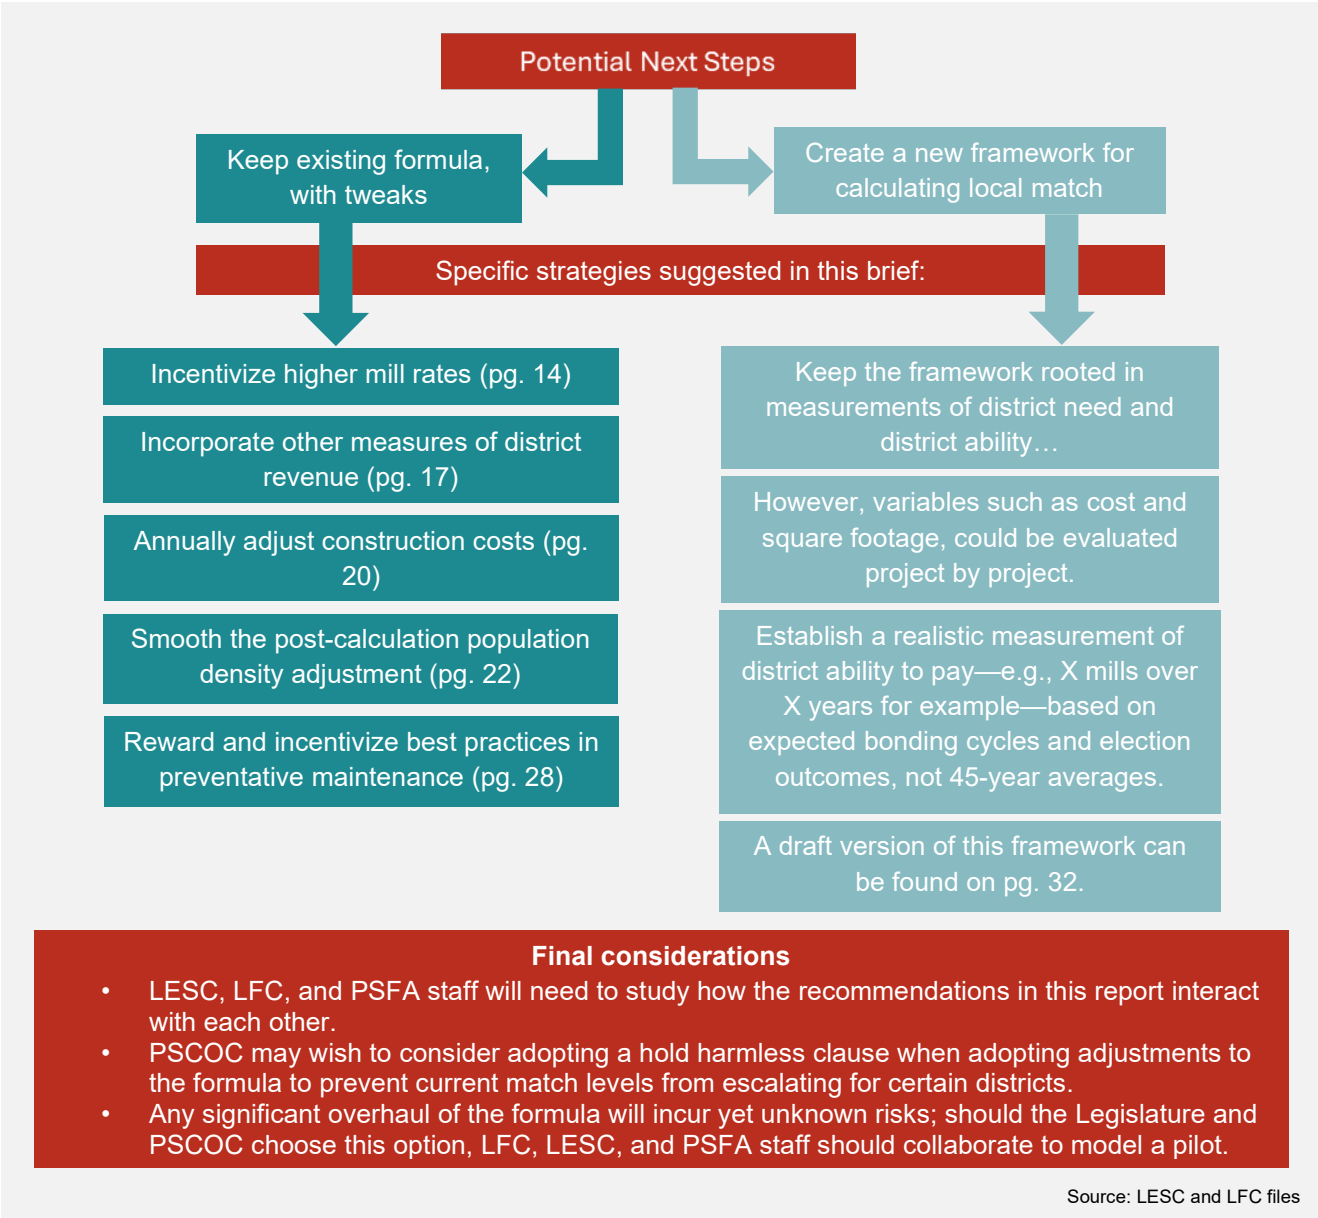 Potential Next Steps
Keep existing formula,
with tweaks
Create a new framework for
calculating local match
Specific strategies suggested in this brief:
Incentivize higher mill rates (pg. 14)
Incorporate other measures of district
revenue (pg. 17)
Annually adjust construction costs (pg.
20)
Smooth the post-calculation population
density adjustment (pg. 22)
Reward and incentivize best practices in
preventative maintenance (pg. 28)
Keep the framework rooted in
measurements of district need and
district ability…
However, variables such as cost and
square footage, could be evaluated
project by project.
Establish a realistic measurement of
district ability to pay—e.g., X mills over
X years for example—based on
expected bonding cycles and election
outcomes, not 45-year averages.
A draft version of this framework can
be found on pg. 32.
Final considerations
• LESC, LFC, and PSFA staff will need to study how the recommendations in this report interact
with each other.
• PSCOC may wish to consider adopting a hold harmless clause when adopting adjustments to
the formula to prevent current match levels from escalating for certain districts.
• Any significant overhaul of the formula will incur yet unknown risks; should the Legislature and
PSCOC choose this option, LFC, LESC, and PSFA staff should collaborate to model a pilot.
Source: LESC and LFC files